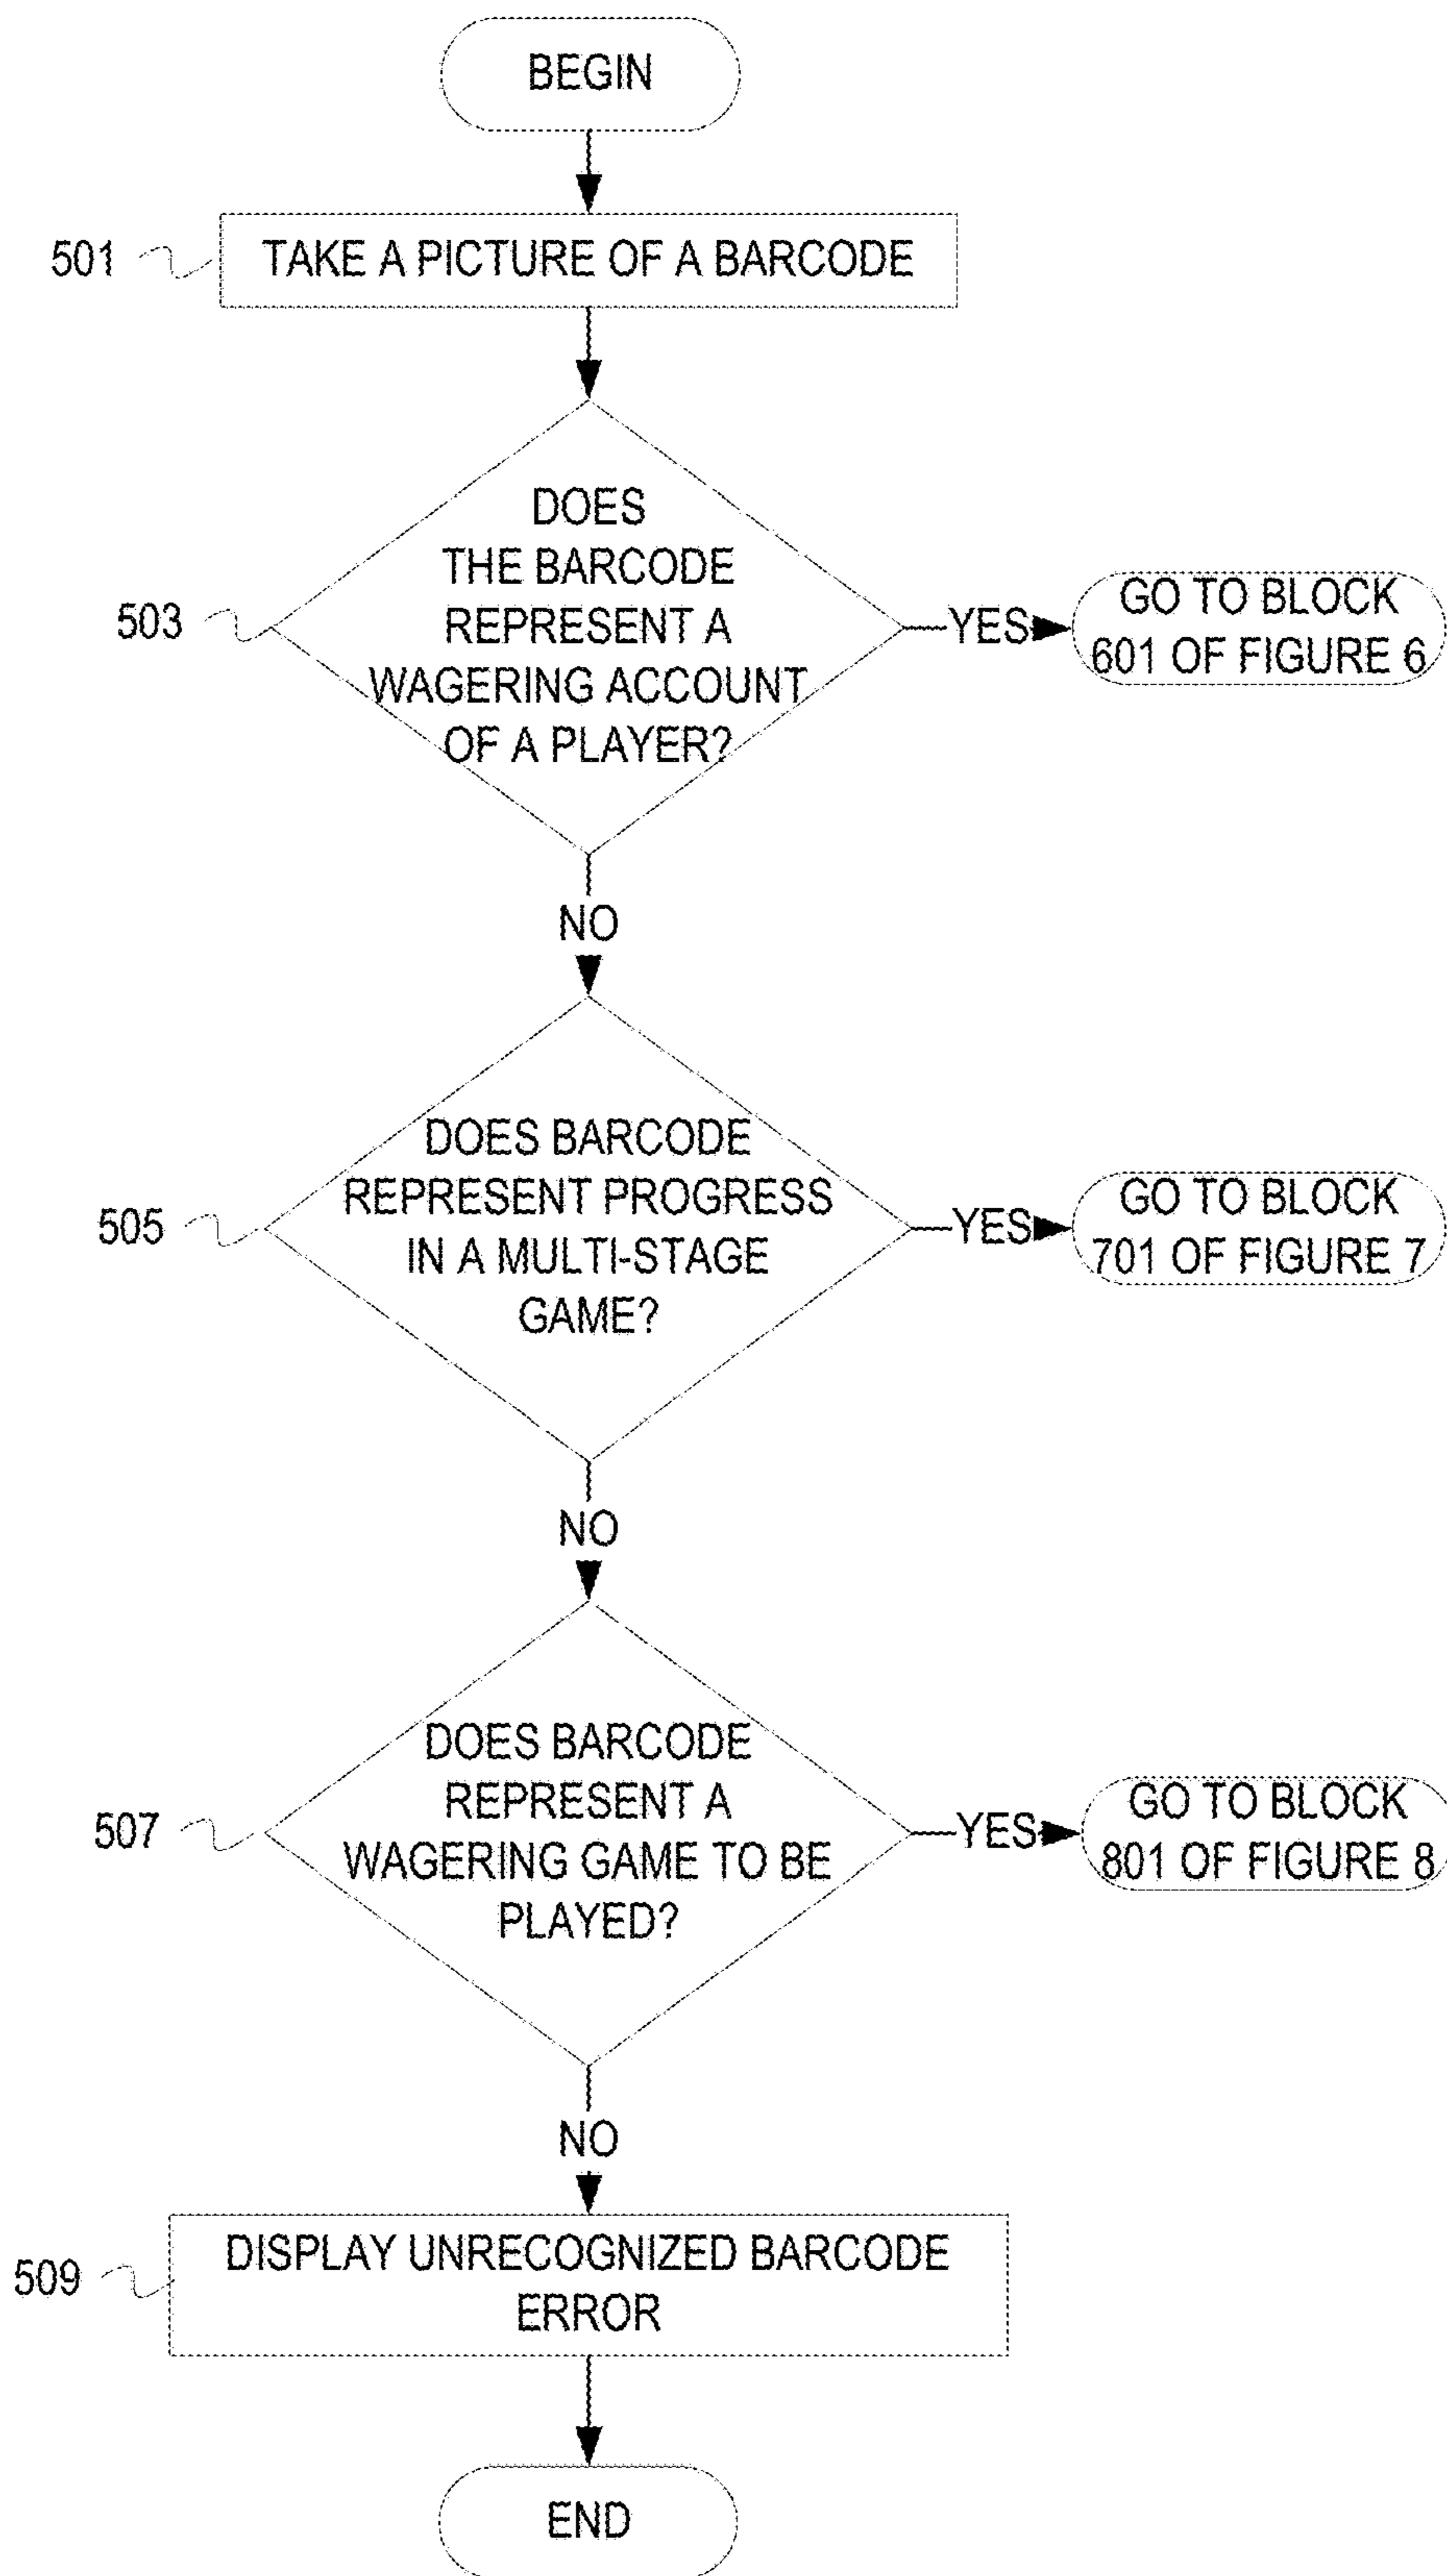 BEGIN
501
TAKE A PICTURE OF A BARCODE
DOES
THE BARCODE
REPRESENT A
WAGERING ACCOUNT
OF A PLAYER?
503
YES
GO TO BLOCK
601 OF FIGURE 6
NO
DOES BARCODE
REPRESENT PROGRESS
IN A MULTI-STAGE
GAME?
505
YES
GO TO BLOCK
701 OF FIGURE 7
NO
DOES BARCODE
REPRESENT A
WAGERING GAME TO BE
PLAYED?
507
YES
GO TO BLOCK
801 OF FIGURE 8
NO
509
DISPLAY UNRECOGNIZED BARCODE
ERROR
END